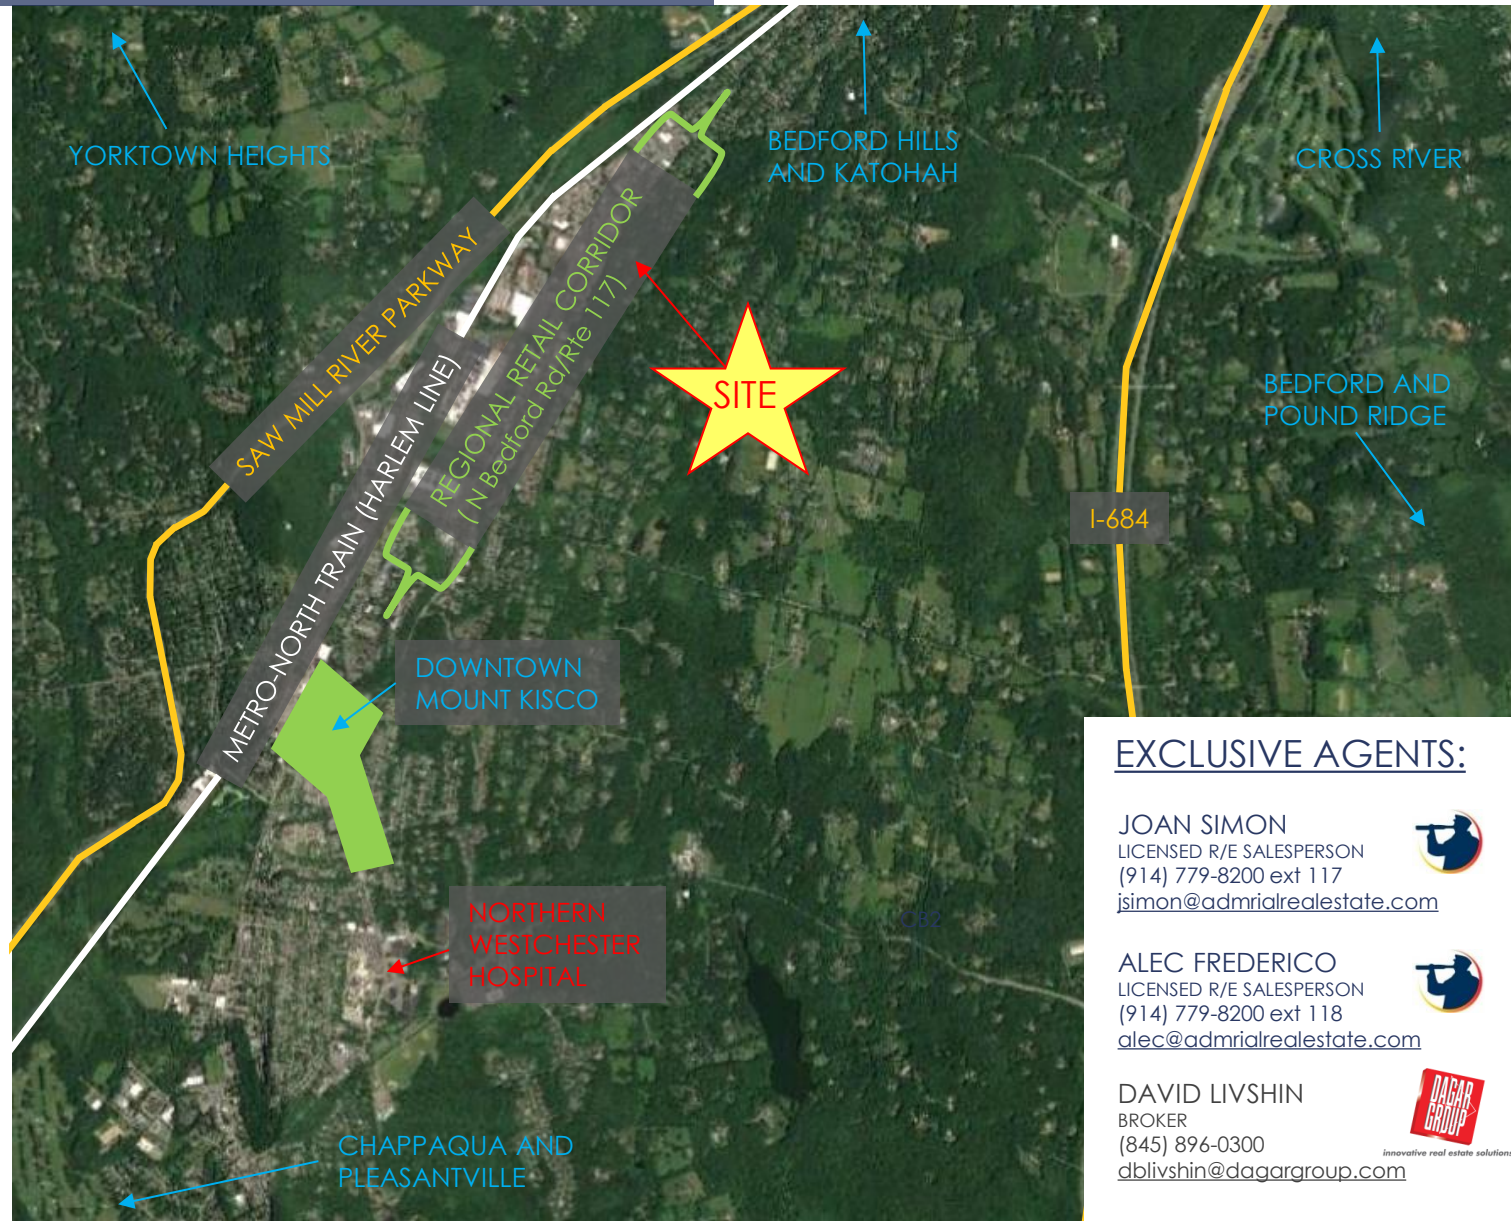 YORKTOWN HEIGHTS
BEDFORD HILLS
AND KATOHAH
CROSS RIVER
SAW MILL RIVER PARKWAY
METRO-NORTH TRAIN (HARLEM LINE)
REGIONAL RETAIL CORRIDOR
(N Bedford Rd/Rte 117)
SITE
BEDFORD AND
POUND RIDGE
I-684
DOWNTOWN
MOUNT KISCO
NORTHERN
WESTCHESTER
HOSPITAL
CB2
CHAPPAQUA AND
PLEASANTVILLE
EXCLUSIVE AGENTS:
JOAN SIMON
LICENSED R/E SALESPERSON
(914) 779-8200 ext 117
jsimon@admrialrealestate.com
ALEC FREDERICO
LICENSED R/E SALESPERSON
(914) 779-8200 ext 118
alec@admrialrealestate.com
DAVID LIVSHIN
BROKER
(845) 896-0300
dblivshin@dagargroup.com
DAGAR
GROUP
innovative real estate solutions